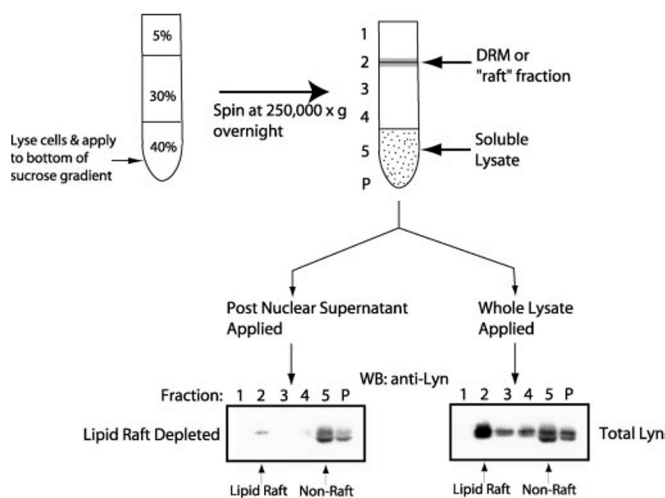 5%
30%
40%
Lyse cells & apply
to bottom of
sucrose gradient
Spin at 250,000 x g
overnight
1
2
3
4
5
P
DRM or
"raft" fraction
Soluble
Lysate
Post Nuclear Supernatant
Applied
Whole Lysate
Applied
WB: anti-Lyn
Fraction: 1 2 3 4 5 P
1 2 3 4 5 P
Lipid Raft Depleted
Total Lyn
Lipid Raft
Non-Raft
Lipid Raft
Non-Raft